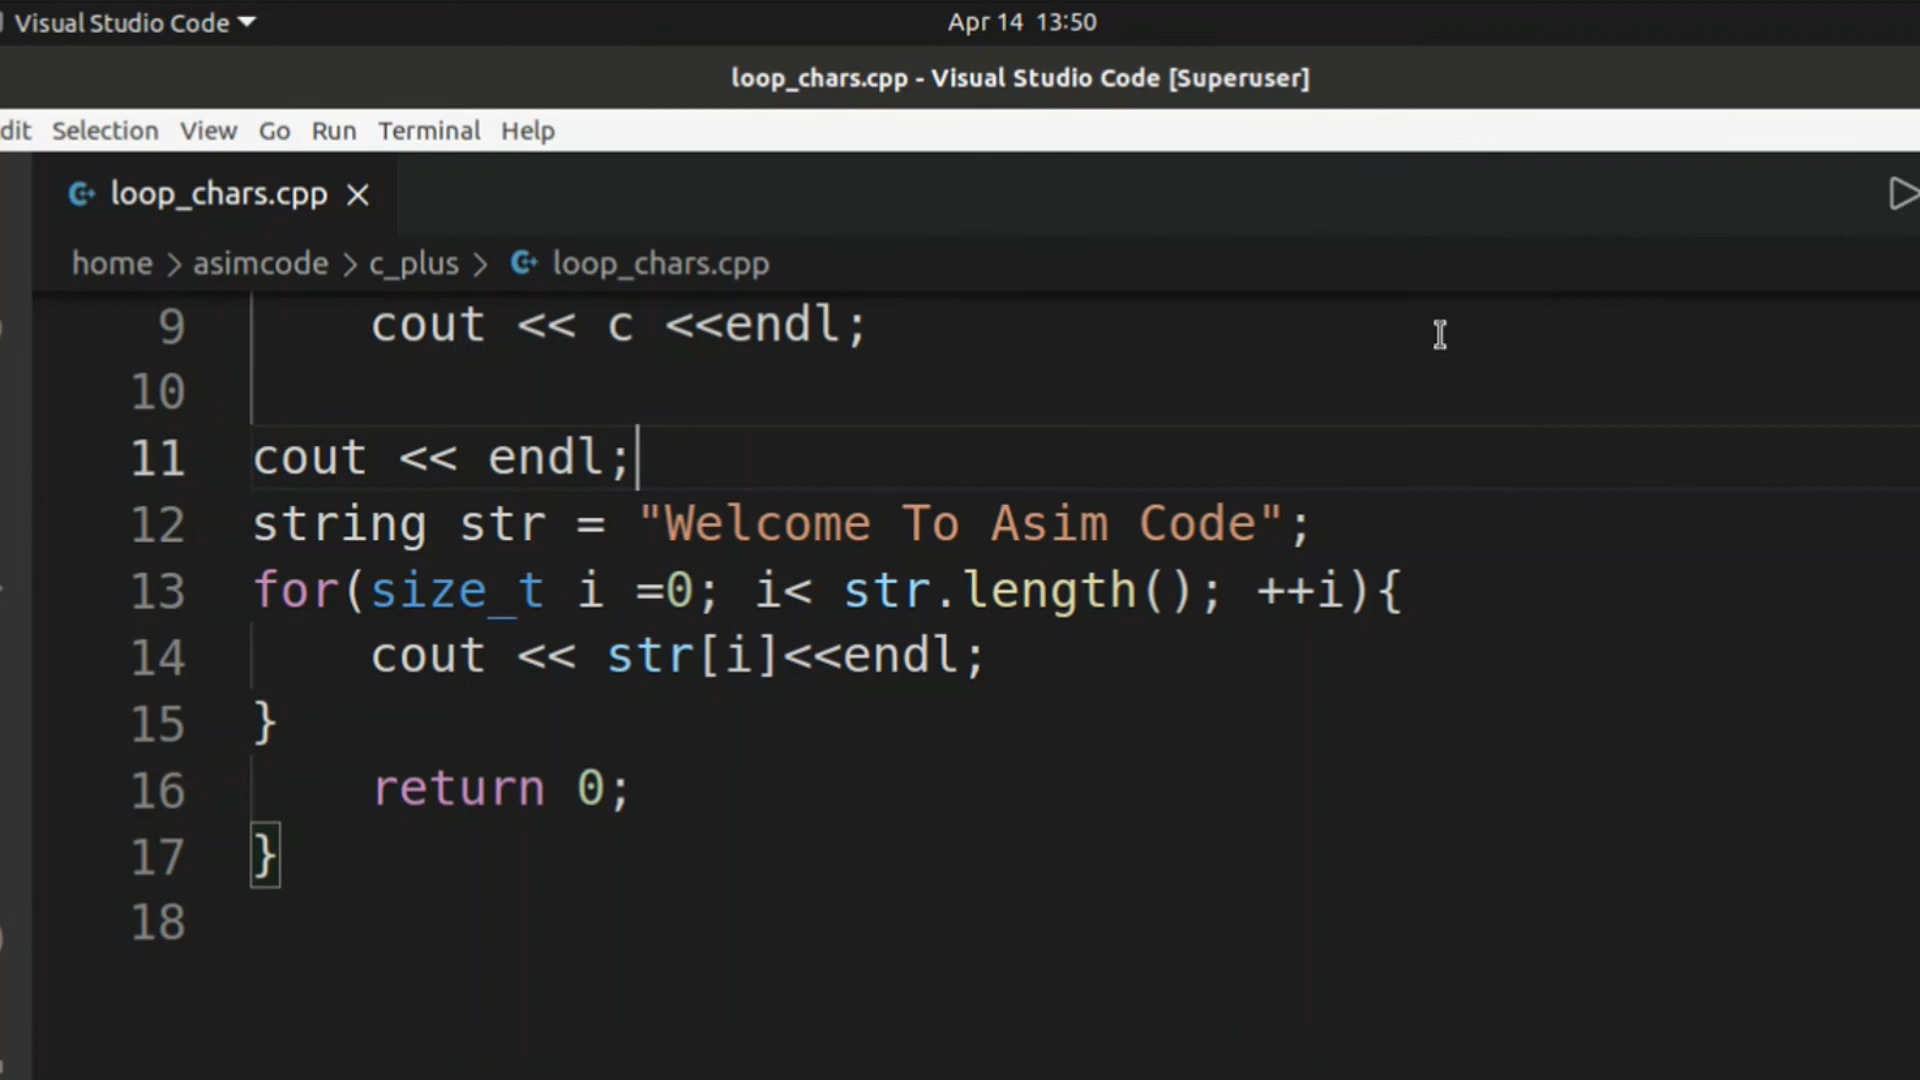 Visual Studio Code
Apr 14 13:50
loop_chars.cpp - Visual Studio Code [Superuser]
dit Selection View Go Run Terminal Help
loop_chars.cpp
home > asimcode > c_plus > loop_chars.cpp
9 cout << c <<endl;
10
11 cout << endl;
12 string str = "Welcome To Asim Code";
13 for(size_t i =0; i< str.length(); ++i){
14 cout << str[i]<<endl;
15 }
16 return 0;
17 }
18